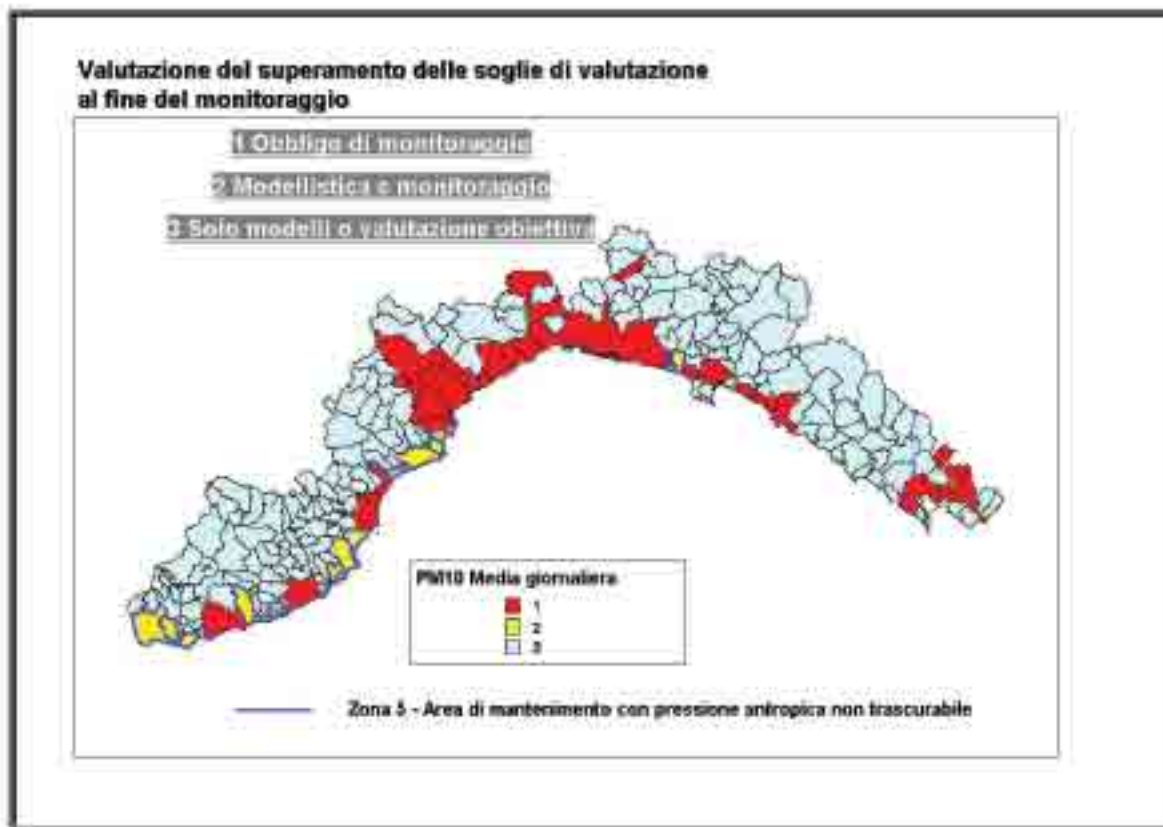 Valutazione del superamento delle soglie di valutazione
al fine del monitoraggio
1 Obbligo di monitoraggio
2 Modellistica e monitoraggio
3 Solo modelli o valutazione obiettiva
PM10 Media giornaliera
1
2
3
Zona 5 - Area di mantenimento con pressione antropica non trascurabile